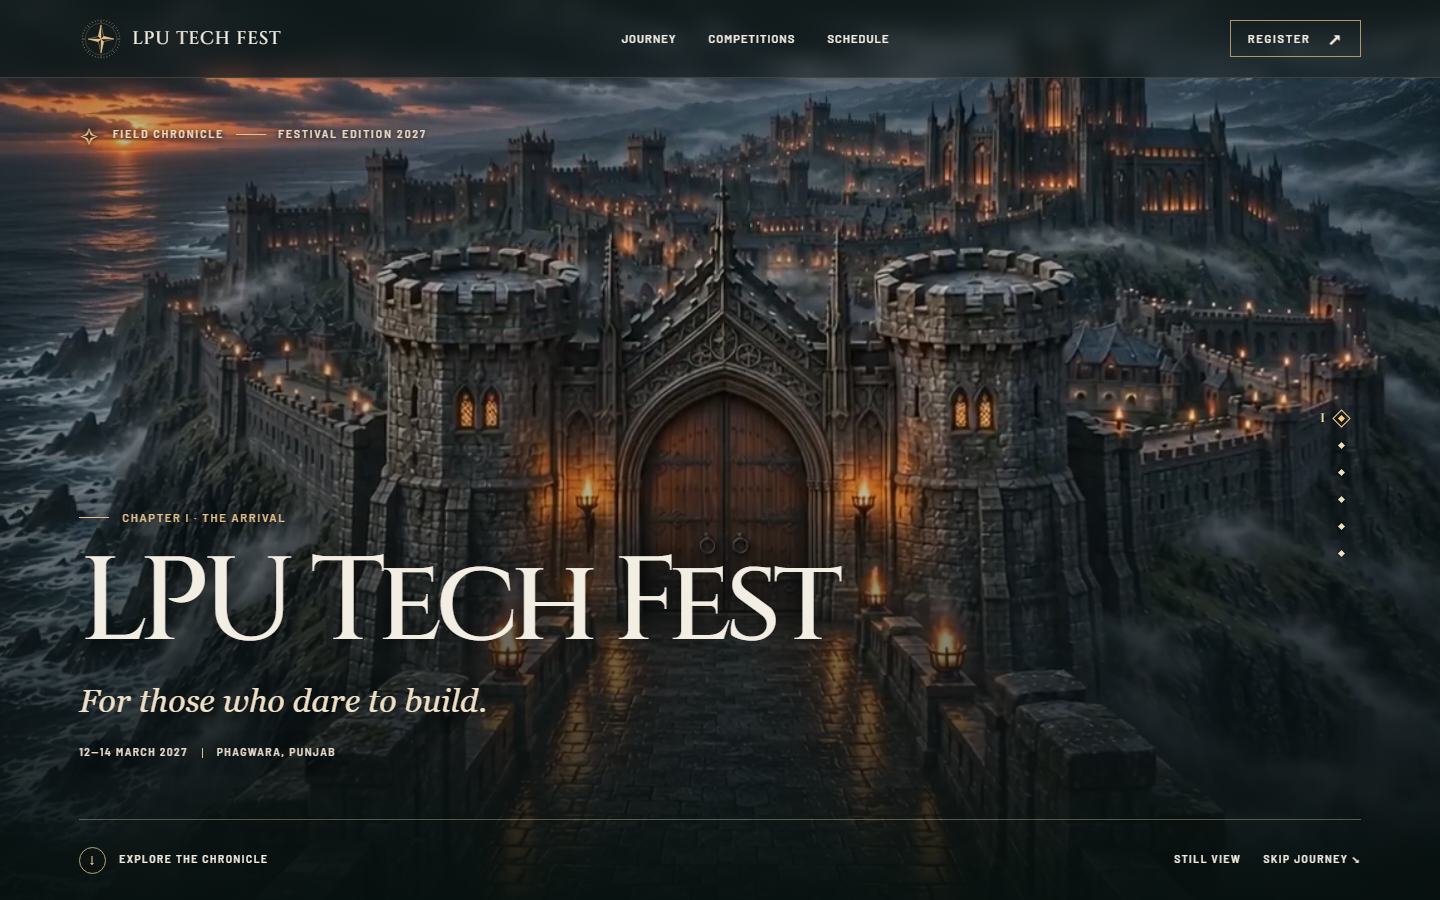 LPU TECH FEST
JOURNEY COMPETITIONS SCHEDULE
REGISTER ↗
FIELD CHRONICLE FESTIVAL EDITION 2027
I
CHAPTER I · THE ARRIVAL
LPU TECH FEST
For those who dare to build.
12–14 MARCH 2027 | PHAGWARA, PUNJAB
↓ EXPLORE THE CHRONICLE
STILL VIEW SKIP JOURNEY ↘